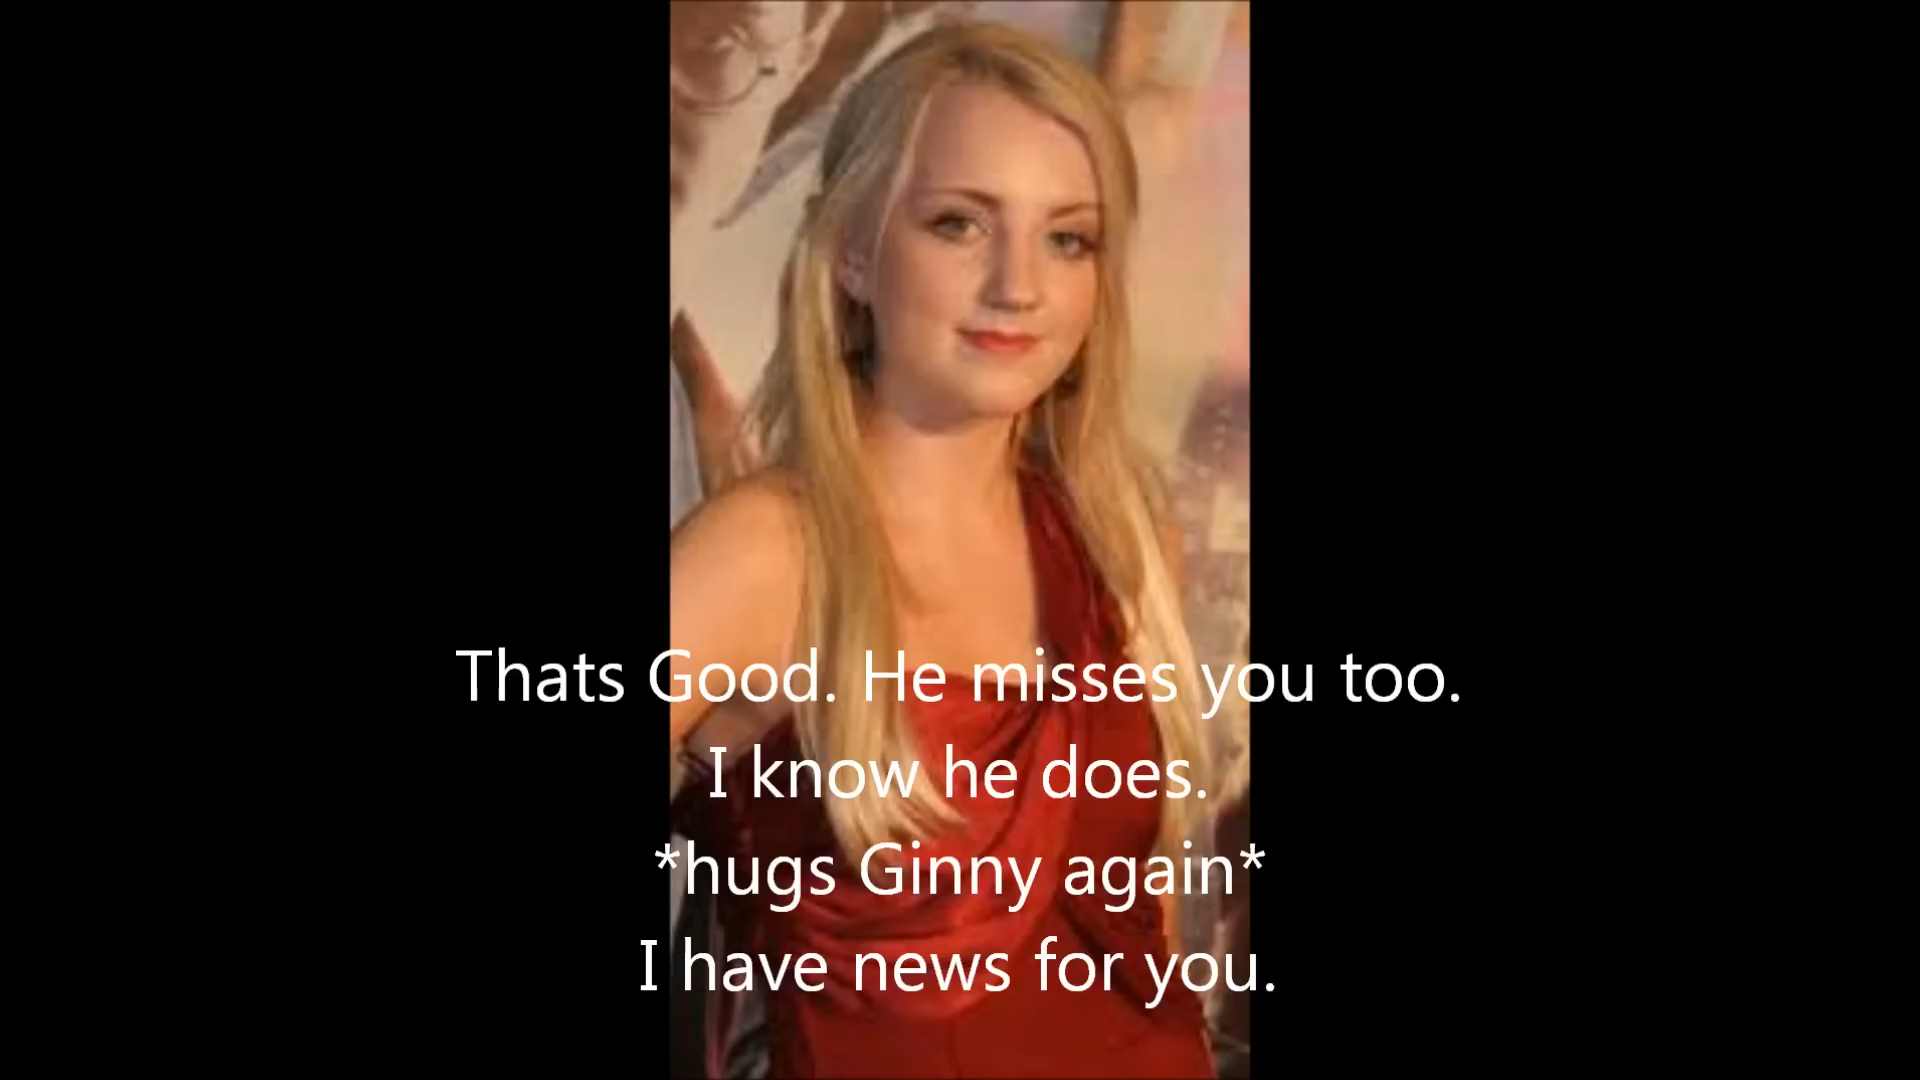 Thats Good. He misses you too.
I know he does.
*hugs Ginny again*
I have news for you.